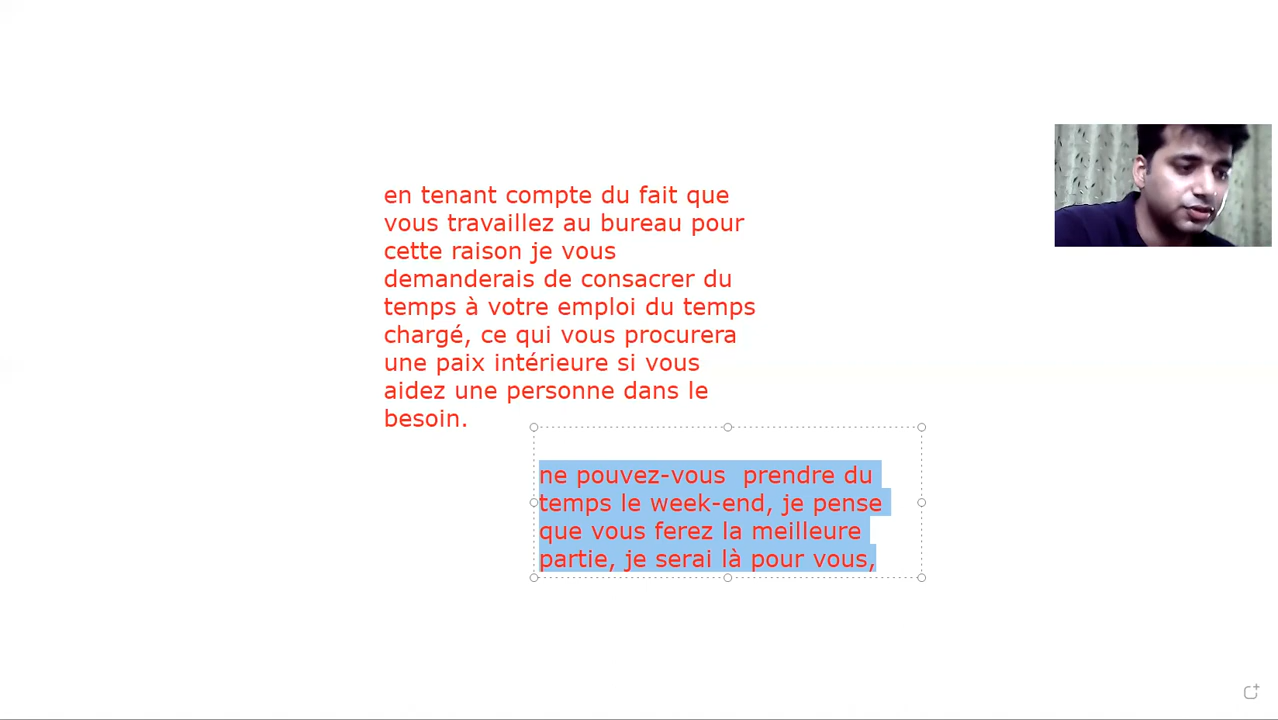 en tenant compte du fait que
vous travaillez au bureau pour
cette raison je vous
demanderais de consacrer du
temps à votre emploi du temps
chargé, ce qui vous procurera
une paix intérieure si vous
aidez une personne dans le
besoin.
ne pouvez-vous  prendre du
temps le week-end, je pense
que vous ferez la meilleure
partie, je serai là pour vous,